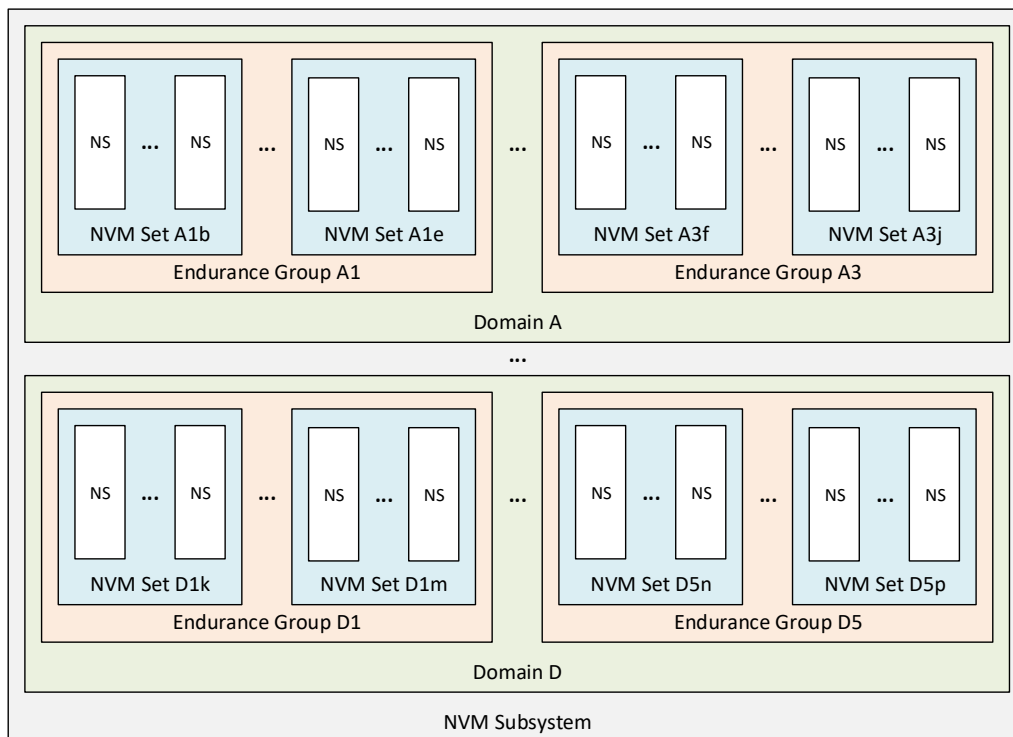 NS ... NS ... NS ... NS ... NS ... NS ... NS ... NS
NVM Set A1b NVM Set A1e NVM Set A3f NVM Set A3j
Endurance Group A1 Endurance Group A3
Domain A
...
NS ... NS ... NS ... NS ... NS ... NS ... NS ... NS
NVM Set D1k NVM Set D1m NVM Set D5n NVM Set D5p
Endurance Group D1 Endurance Group D5
Domain D
NVM Subsystem